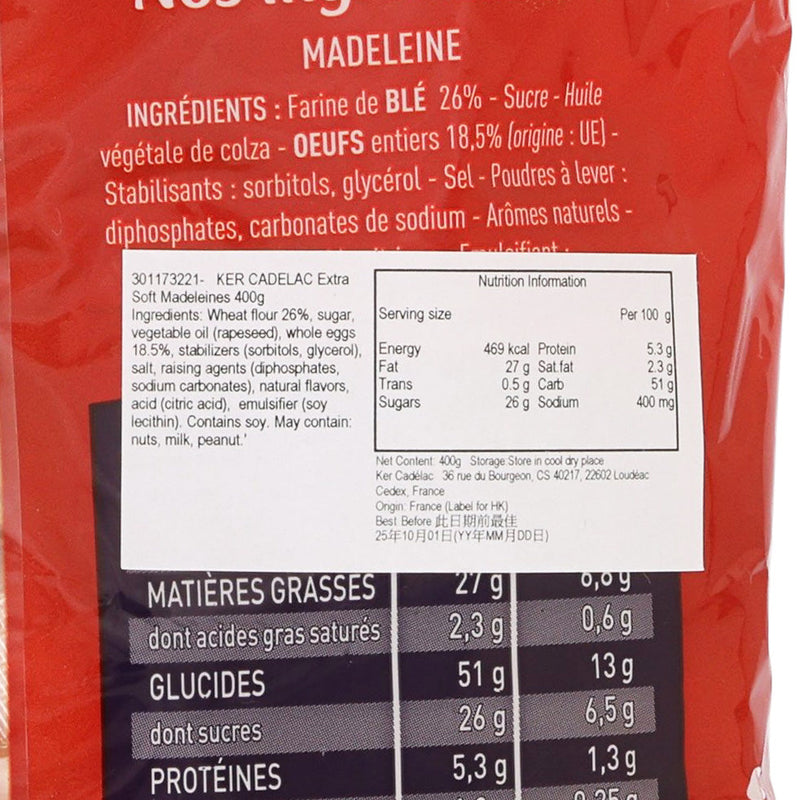 MADELEINE
INGRÉDIENTS : Farine de BLÉ 26% - Sucre - Huile
végétale de colza - OEUFS entiers 18,5% (origine : UE) -
Stabilisants : sorbitols, glycérol - Sel - Poudres à lever :
diphosphates, carbonates de sodium - Arômes naturels -
301173221- KER CADELAC Extra
Soft Madeleines 400g
Ingredients: Wheat flour 26%, sugar,
vegetable oil (rapeseed), whole eggs
18.5%, stabilizers (sorbitols, glycerol),
salt, raising agents (diphosphates,
sodium carbonates), natural flavors,
acid (citric acid), emulsifier (soy
lecithin). Contains soy. May contain:
nuts, milk, peanut.'
Nutrition Information
Serving size Per 100 g
Energy 469 kcal Protein 5.3 g
Fat 27 g Sat.fat 2.3 g
Trans 0.5 g Carb 51 g
Sugars 26 g Sodium 400 mg
Net Content: 400g Storage:Store in cool dry place
Ker Cadélac 36 rue du Bourgeon, CS 40217, 22602 Loudéac
Cedex, France
Origin: France (Label for HK)
Best Before 此日期前最佳
25年10月01日(YY年MM月DD日)
MATIÈRES GRASSES 27 g 6,8 g
dont acides gras saturés 2,3 g 0,6 g
GLUCIDES 51 g 13 g
dont sucres 26 g 6,5 g
PROTÉINES 5,3 g 1,3 g